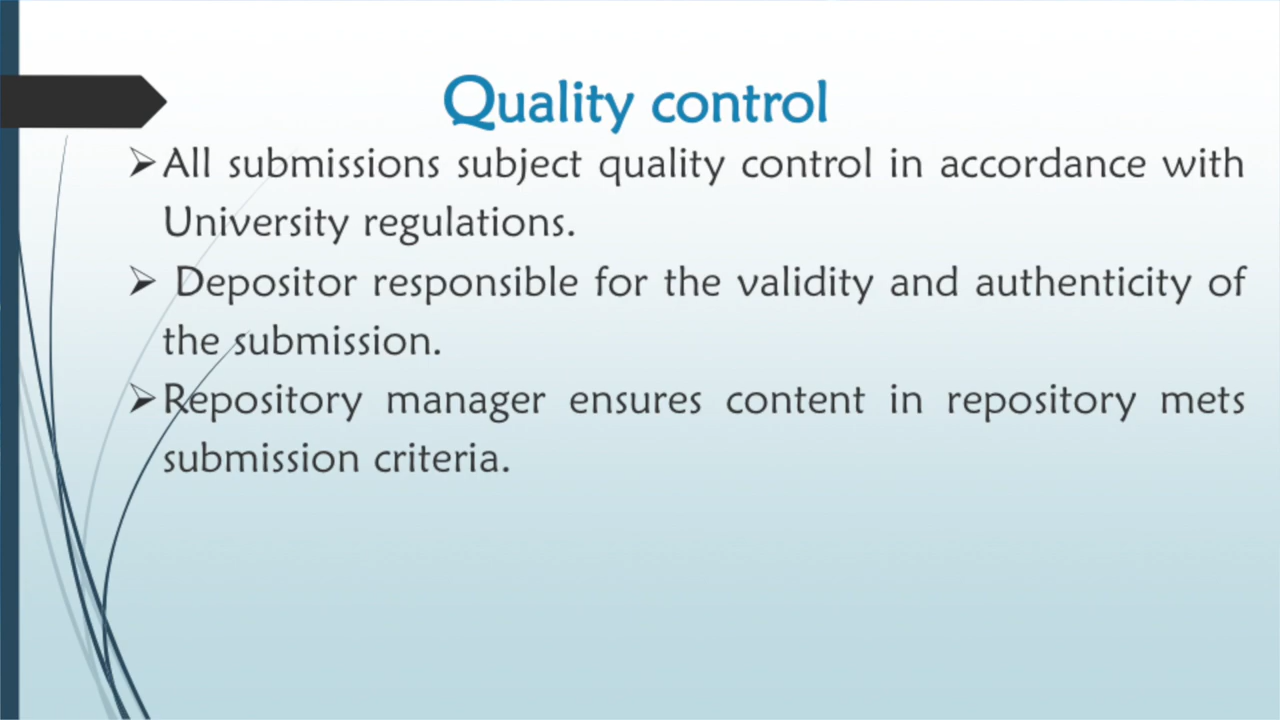 Quality control
➢All submissions subject quality control in accordance with
University regulations.
➢ Depositor responsible for the validity and authenticity of
the submission.
➢Repository manager ensures content in repository mets
submission criteria.